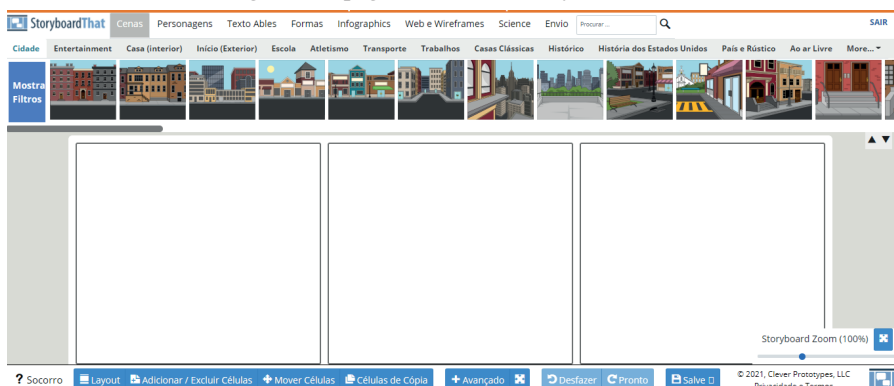 StoryboardThat Cenas Personagens Texto Ables Formas Infographics Web e Wireframes Science Envio Procurar ... SAIR
Cidade Entertainment Casa (interior) Início (Exterior) Escola Atletismo Transporte Trabalhos Casas Clássicas Histórico História dos Estados Unidos País e Rústico Ao ar Livre More...
Mostra
Filtros
Storyboard Zoom (100%)
? Socorro Layout Adicionar / Excluir Células Mover Células Células de Cópia Avançado Desfazer Pronto Salve
© 2021, Clever Prototypes, LLC
Privacidade e Termos